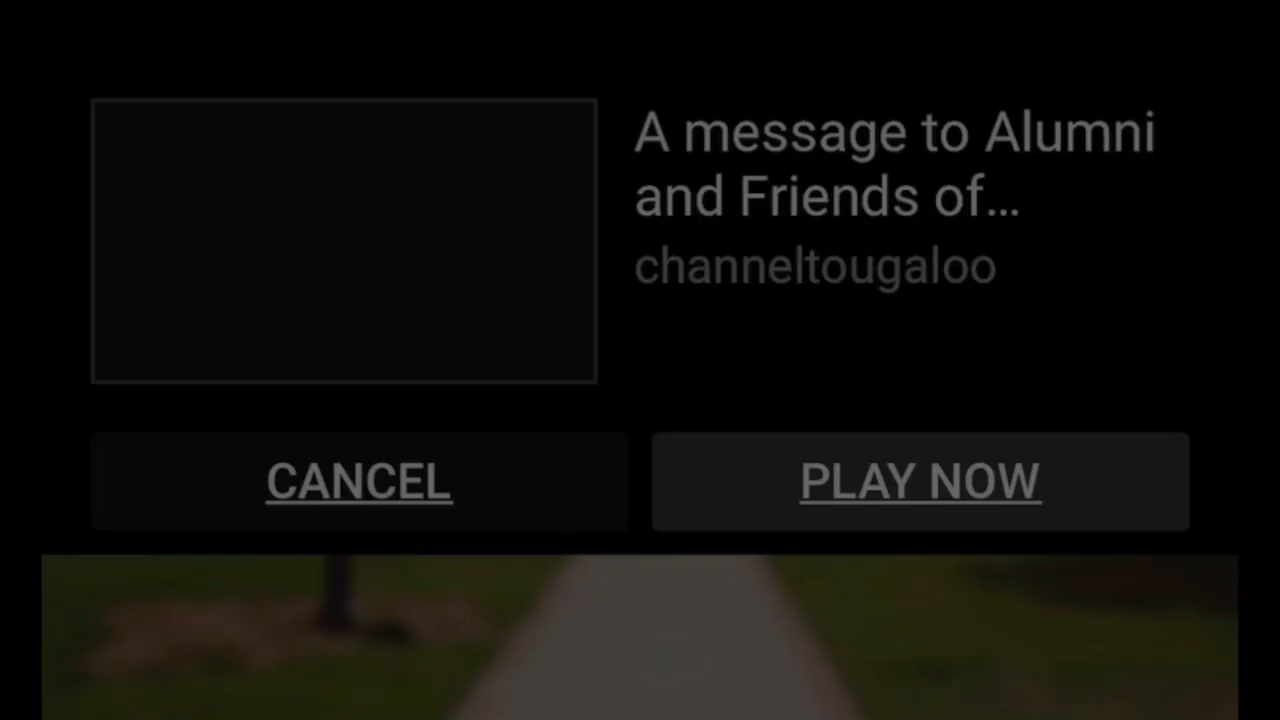 A message to Alumni
and Friends of…
channeltougaloo
CANCEL
PLAY NOW